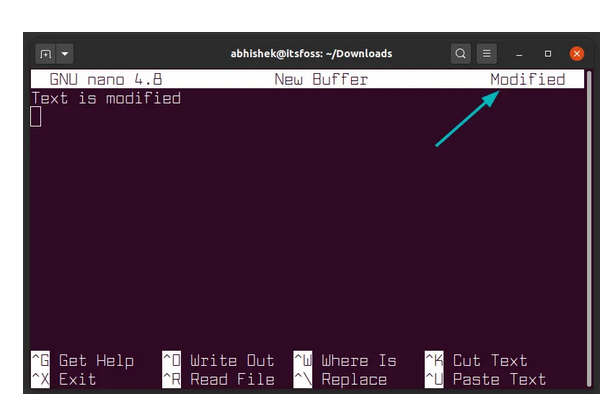 abhishek@itsfoss: ~/Downloads
GNU nano 4.8 New Buffer Modified
Text is modified
^G Get Help ^O Write Out ^W Where Is ^K Cut Text
^X Exit ^R Read File ^\ Replace ^U Paste Text